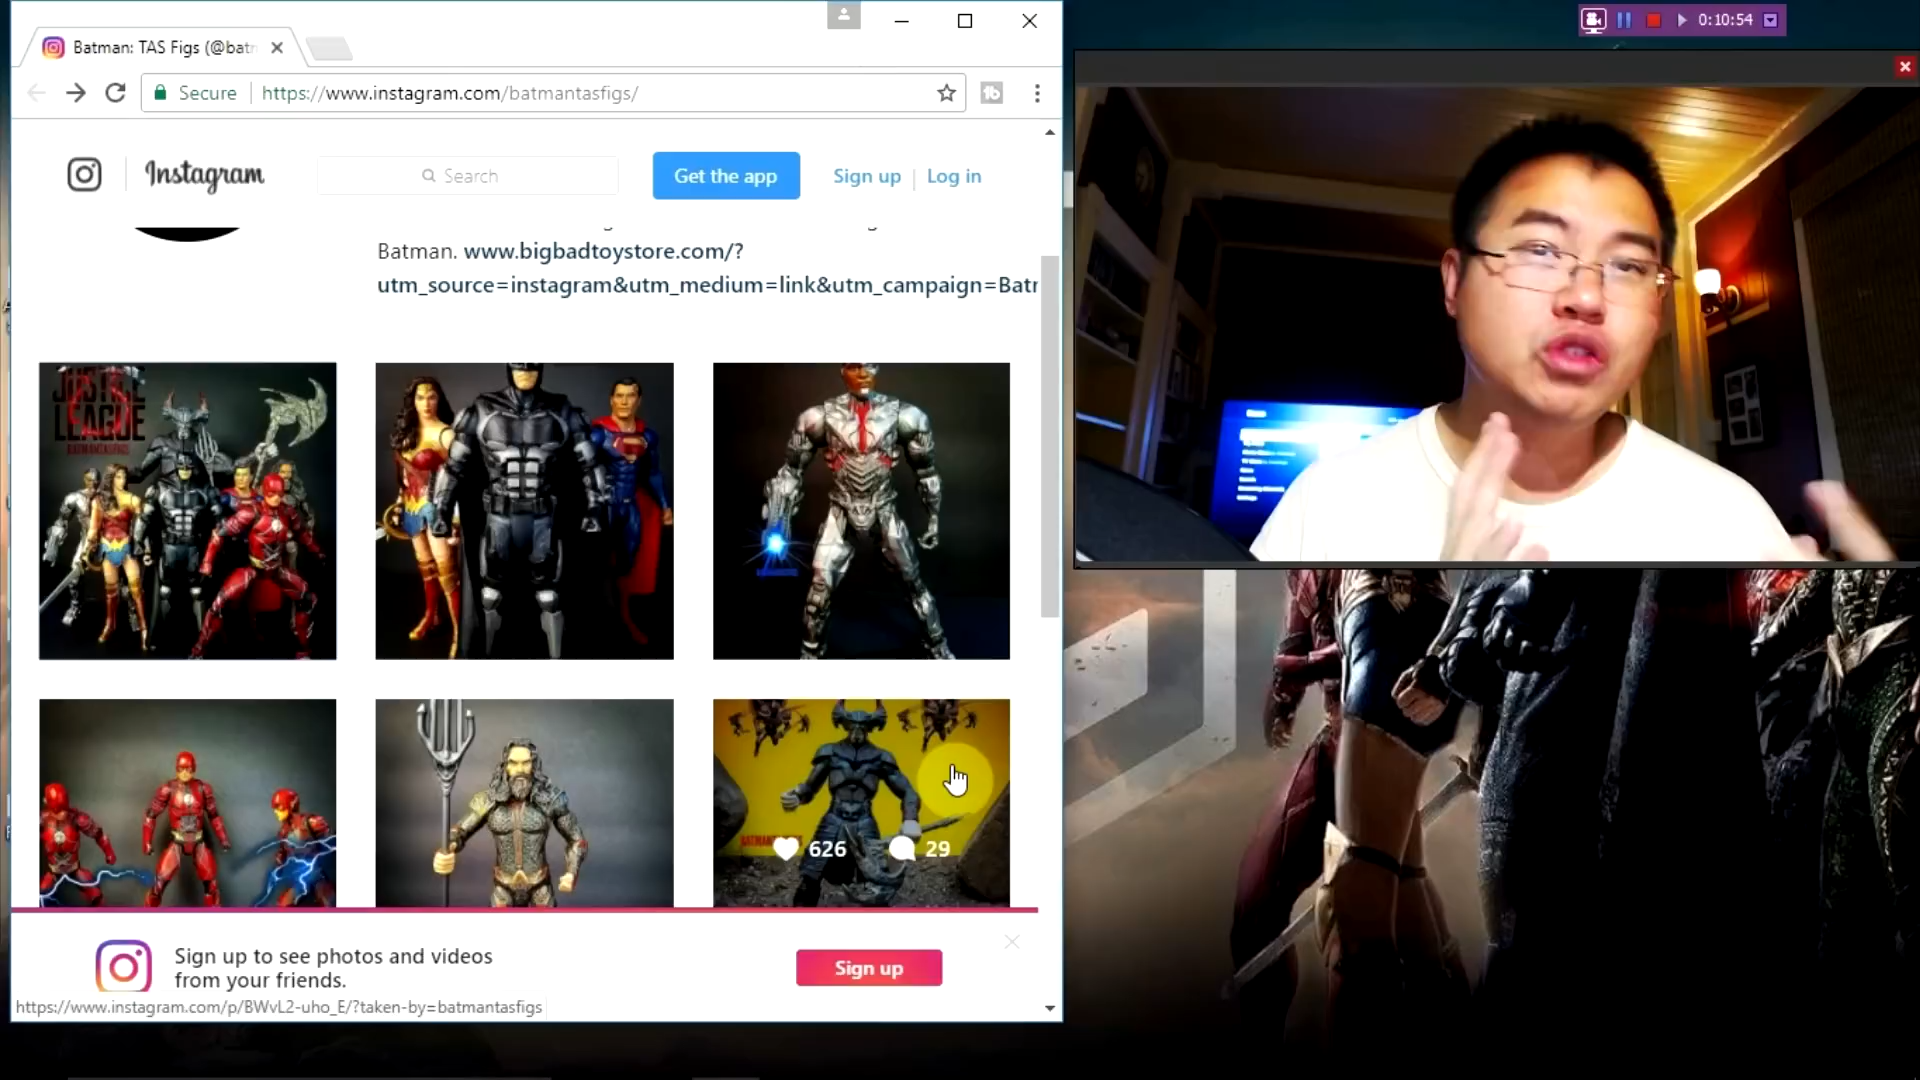 Batman: TAS Figs (@batn
0:10:54
Secure
https://www.instagram.com/batmantasfigs/
Instagram
Search
Get the app
Sign up
Log in
Batman. www.bigbadtoystore.com/?
utm_source=instagram&utm_medium=link&utm_campaign=Batr
JUSTICE
LEAGUE
BATMANTASFIGS
626
29
Sign up to see photos and videos
from your friends.
Sign up
https://www.instagram.com/p/BWvL2-uho_E/?taken-by=batmantasfigs